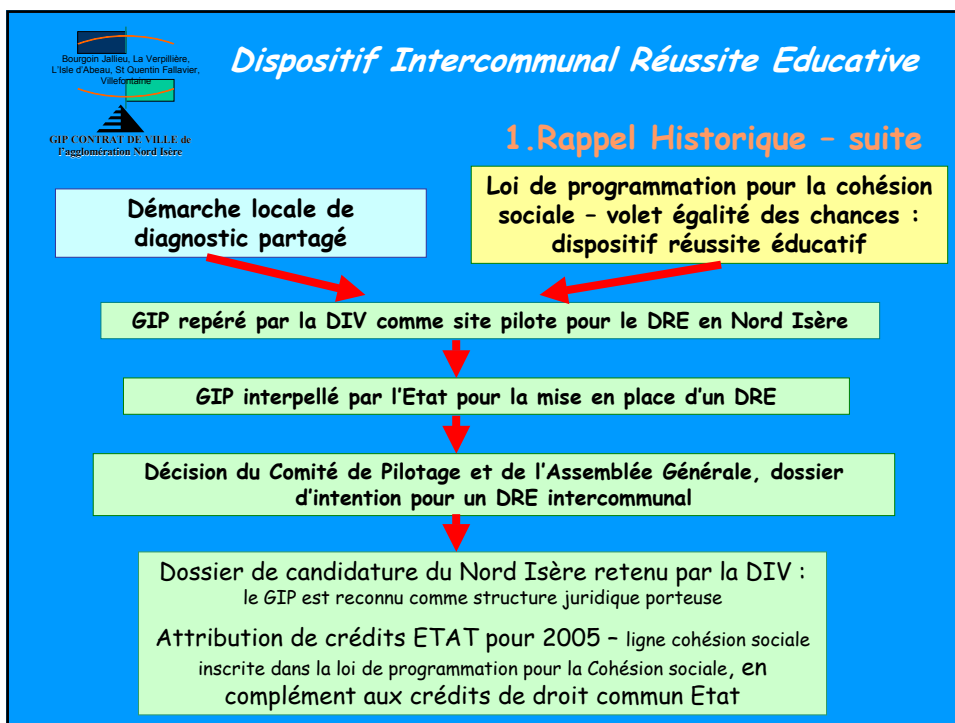 Bourgoin Jallieu, La Verpillière,
L'Isle d'Abeau, St Quentin Fallavier,
Villefontaine
GIP CONTRAT DE VILLE de
l'agglomération Nord Isère
Dispositif Intercommunal Réussite Educative
1.Rappel Historique – suite
Démarche locale de
diagnostic partagé
Loi de programmation pour la cohésion
sociale – volet égalité des chances :
dispositif réussite éducatif
GIP repéré par la DIV comme site pilote pour le DRE en Nord Isère
GIP interpellé par l'Etat pour la mise en place d'un DRE
Décision du Comité de Pilotage et de l'Assemblée Générale, dossier
d'intention pour un DRE intercommunal
Dossier de candidature du Nord Isère retenu par la DIV :
le GIP est reconnu comme structure juridique porteuse
Attribution de crédits ETAT pour 2005 – ligne cohésion sociale
inscrite dans la loi de programmation pour la Cohésion sociale, en
complément aux crédits de droit commun Etat